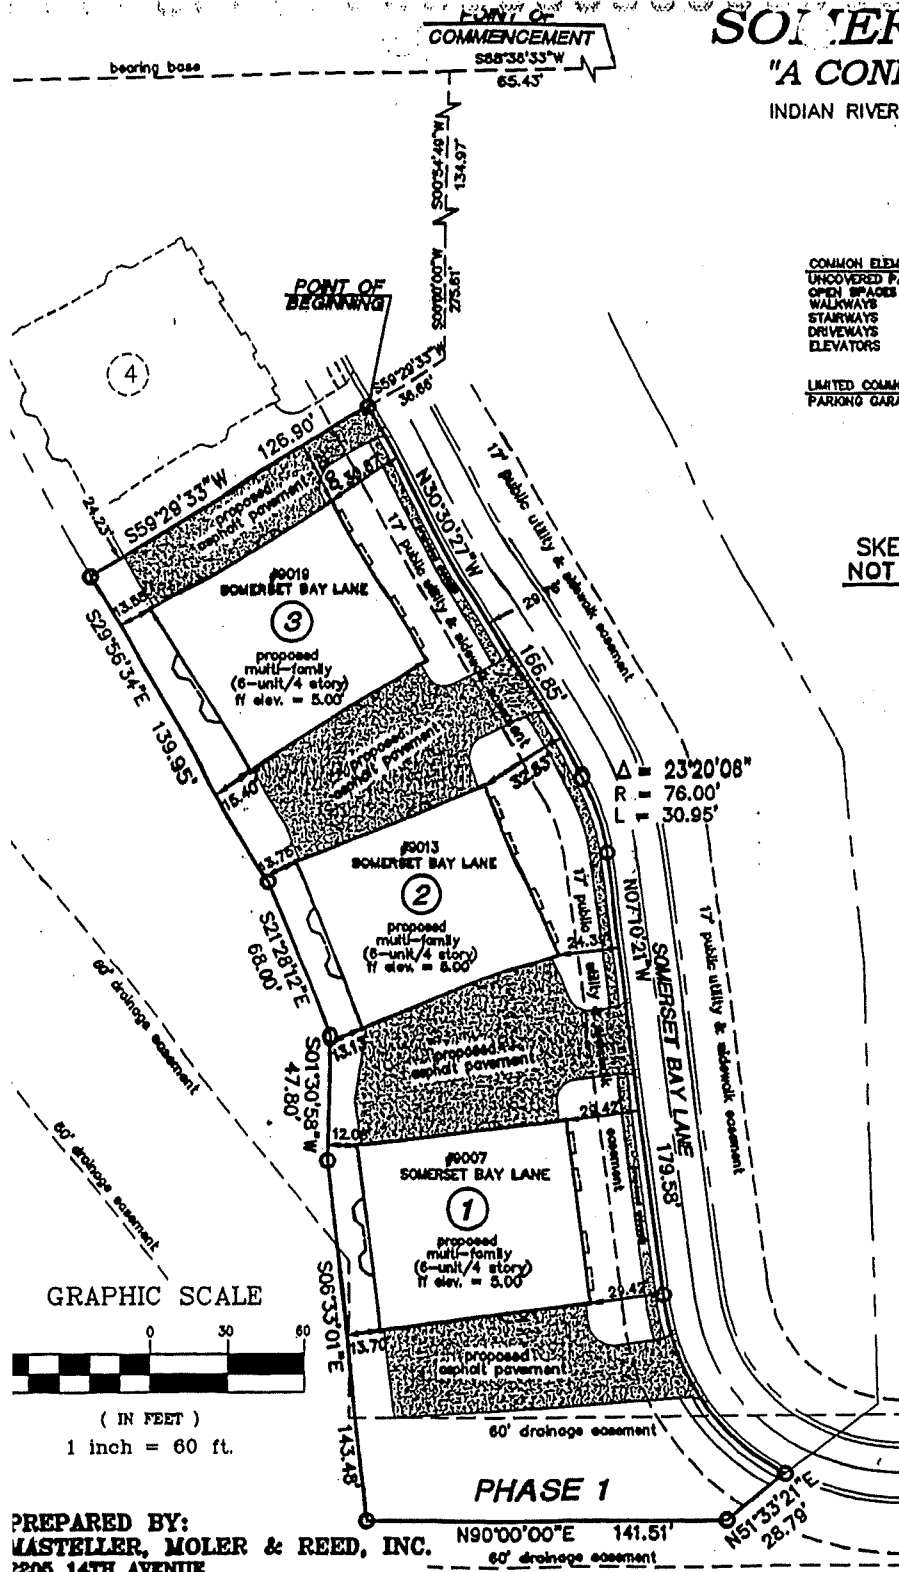 POINT OF
COMMENCEMENT
S88°38'33"W
65.43'
bearing base
"A CON
INDIAN RIVER
S00°54'49"W
134.97'
S00°00'00"W
275.61'
COMMON ELEM
UNCOVERED P
OPEN SPACES
WALKWAYS
STAIRWAYS
DRIVEWAYS
ELEVATORS
LIMITED COMM
PARKING GARA
POINT OF
BEGINNING
S59°29'33"W
36.66'
4
S59°29'33"W 126.90'
24.23'
proposed
asphalt pavement
N30°30'27"W
166.85'
17' public utility & sidewalk easement
17' public utility & sidewalk easement
SKE
NOT
#9019
SOMERSET BAY LANE
3
proposed
multi-family
(6-unit/4 story)
ff elev. = 5.00'
S29°56'34"E 139.95'
15.40'
proposed
asphalt pavement
32.83'
Δ = 23°20'08"
R = 76.00'
L = 30.95'
13.75'
#9013
SOMERSET BAY LANE
2
proposed
multi-family
(6-unit/4 story)
ff elev. = 5.00'
S21°28'12"E
68.00'
17' public utility & sidewalk easement
N07°10'21"W
179.58'
SOMERSET BAY LANE
17' public utility & sidewalk easement
60' drainage easement
13.13'
proposed
asphalt pavement
S01°30'58"W
47.80'
29.42'
#9007
SOMERSET BAY LANE
1
proposed
multi-family
(6-unit/4 story)
ff elev. = 5.00'
60' drainage easement
29.42'
GRAPHIC SCALE
0 30 60
( IN FEET )
1 inch = 60 ft.
S06°33'01"E
143.48'
13.70'
proposed
asphalt pavement
60' drainage easement
PHASE 1
N51°33'21"E
28.79'
N90°00'00"E 141.51'
60' drainage easement
PREPARED BY:
MASTELLER, MOLER & REED, INC.
2205 14TH AVENUE